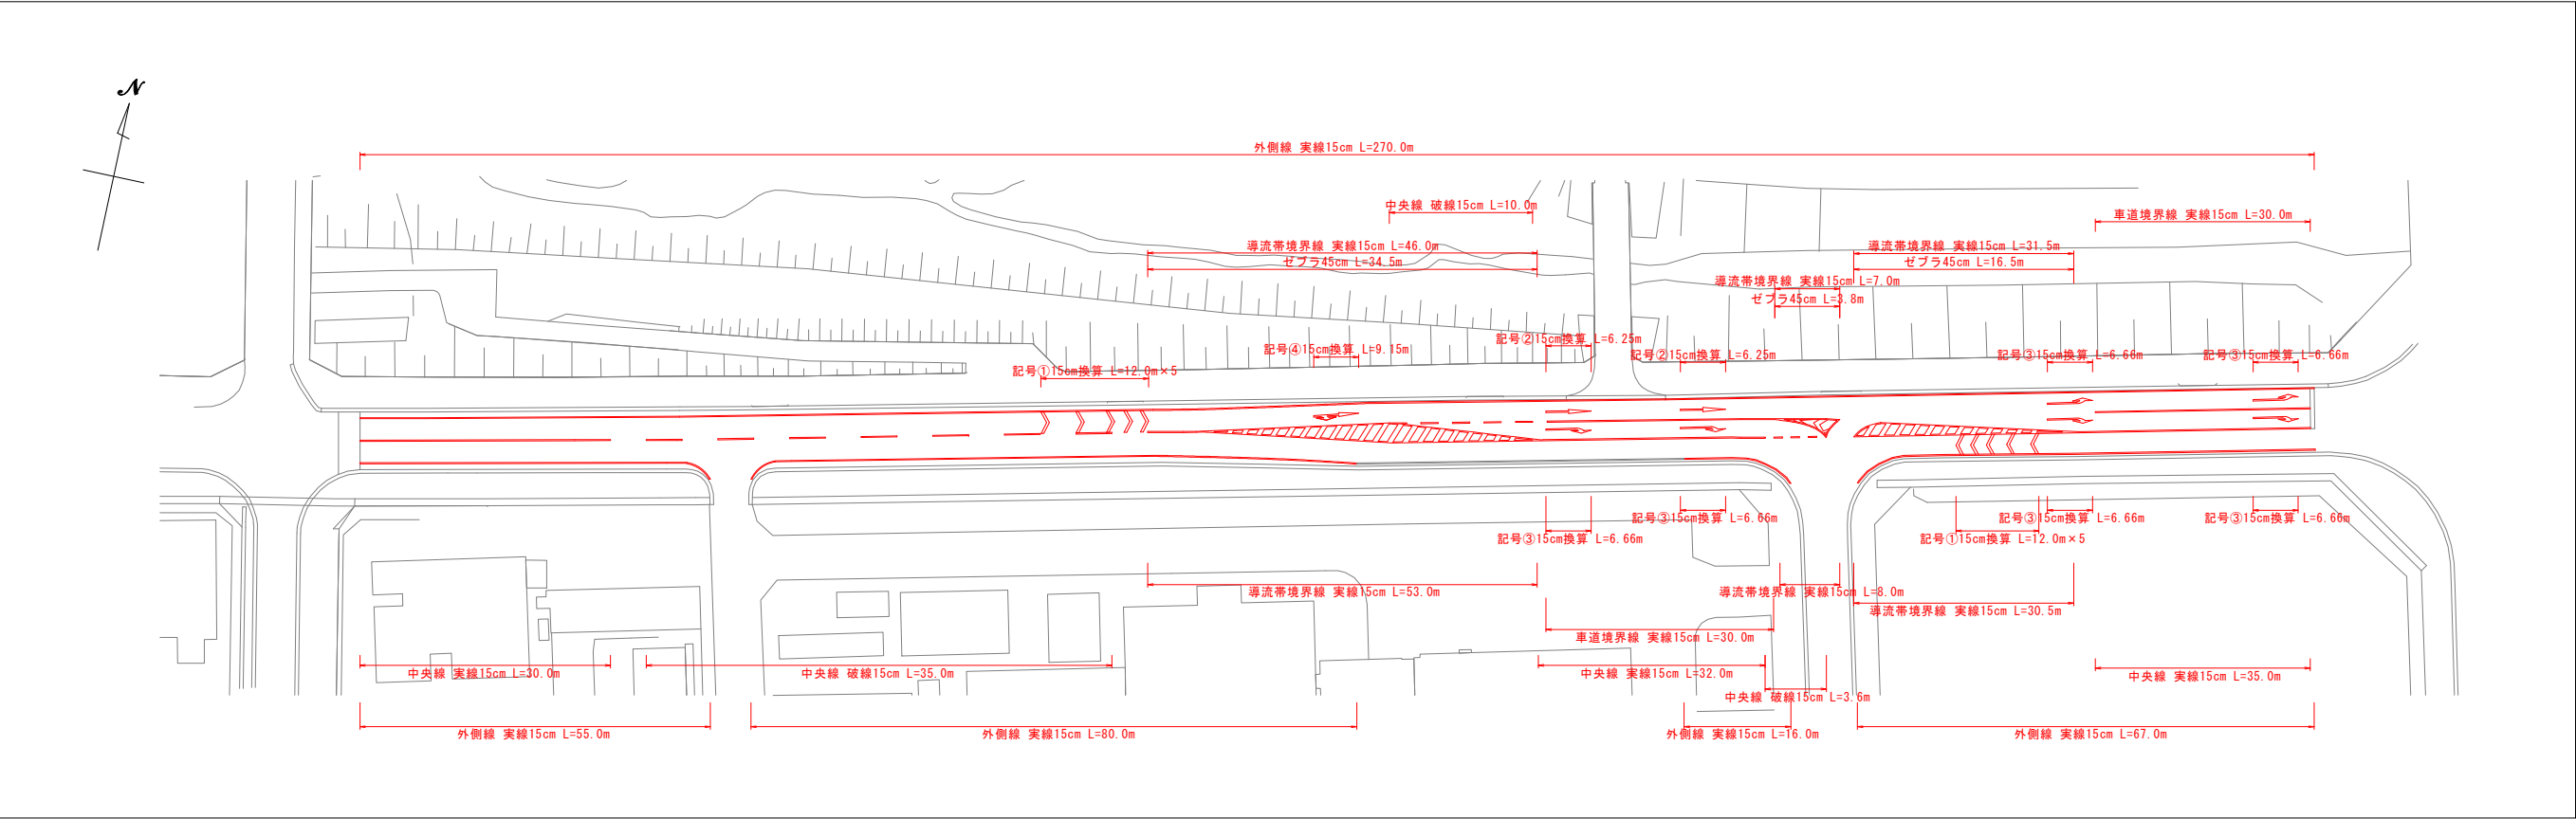 N
外側線 実線15cm L=270.0m
中央線 破線15cm L=10.0m
車道境界線 実線15cm L=30.0m
導流帯境界線 実線15cm L=46.0m
導流帯境界線 実線15cm L=31.5m
ゼブラ45cm L=34.5m
ゼブラ45cm L=16.5m
導流帯境界線 実線15cm L=7.0m
ゼブラ45cm L=3.8m
記号②15cm換算 L=6.25m
記号④15cm換算 L=9.15m
記号②15cm換算 L=6.25m
記号③15cm換算 L=6.66m
記号③15cm換算 L=6.66m
記号①15cm換算 L=12.0m×5
記号③15cm換算 L=6.66m
記号③15cm換算 L=6.66m
記号③15cm換算 L=6.66m
記号③15cm換算 L=6.66m
記号①15cm換算 L=12.0m×5
導流帯境界線 実線15cm L=53.0m
導流帯境界線 実線15cm L=8.0m
導流帯境界線 実線15cm L=30.5m
車道境界線 実線15cm L=30.0m
中央線 実線15cm L=30.0m
中央線 破線15cm L=35.0m
中央線 実線15cm L=32.0m
中央線 実線15cm L=35.0m
中央線 破線15cm L=3.6m
外側線 実線15cm L=55.0m
外側線 実線15cm L=80.0m
外側線 実線15cm L=16.0m
外側線 実線15cm L=67.0m